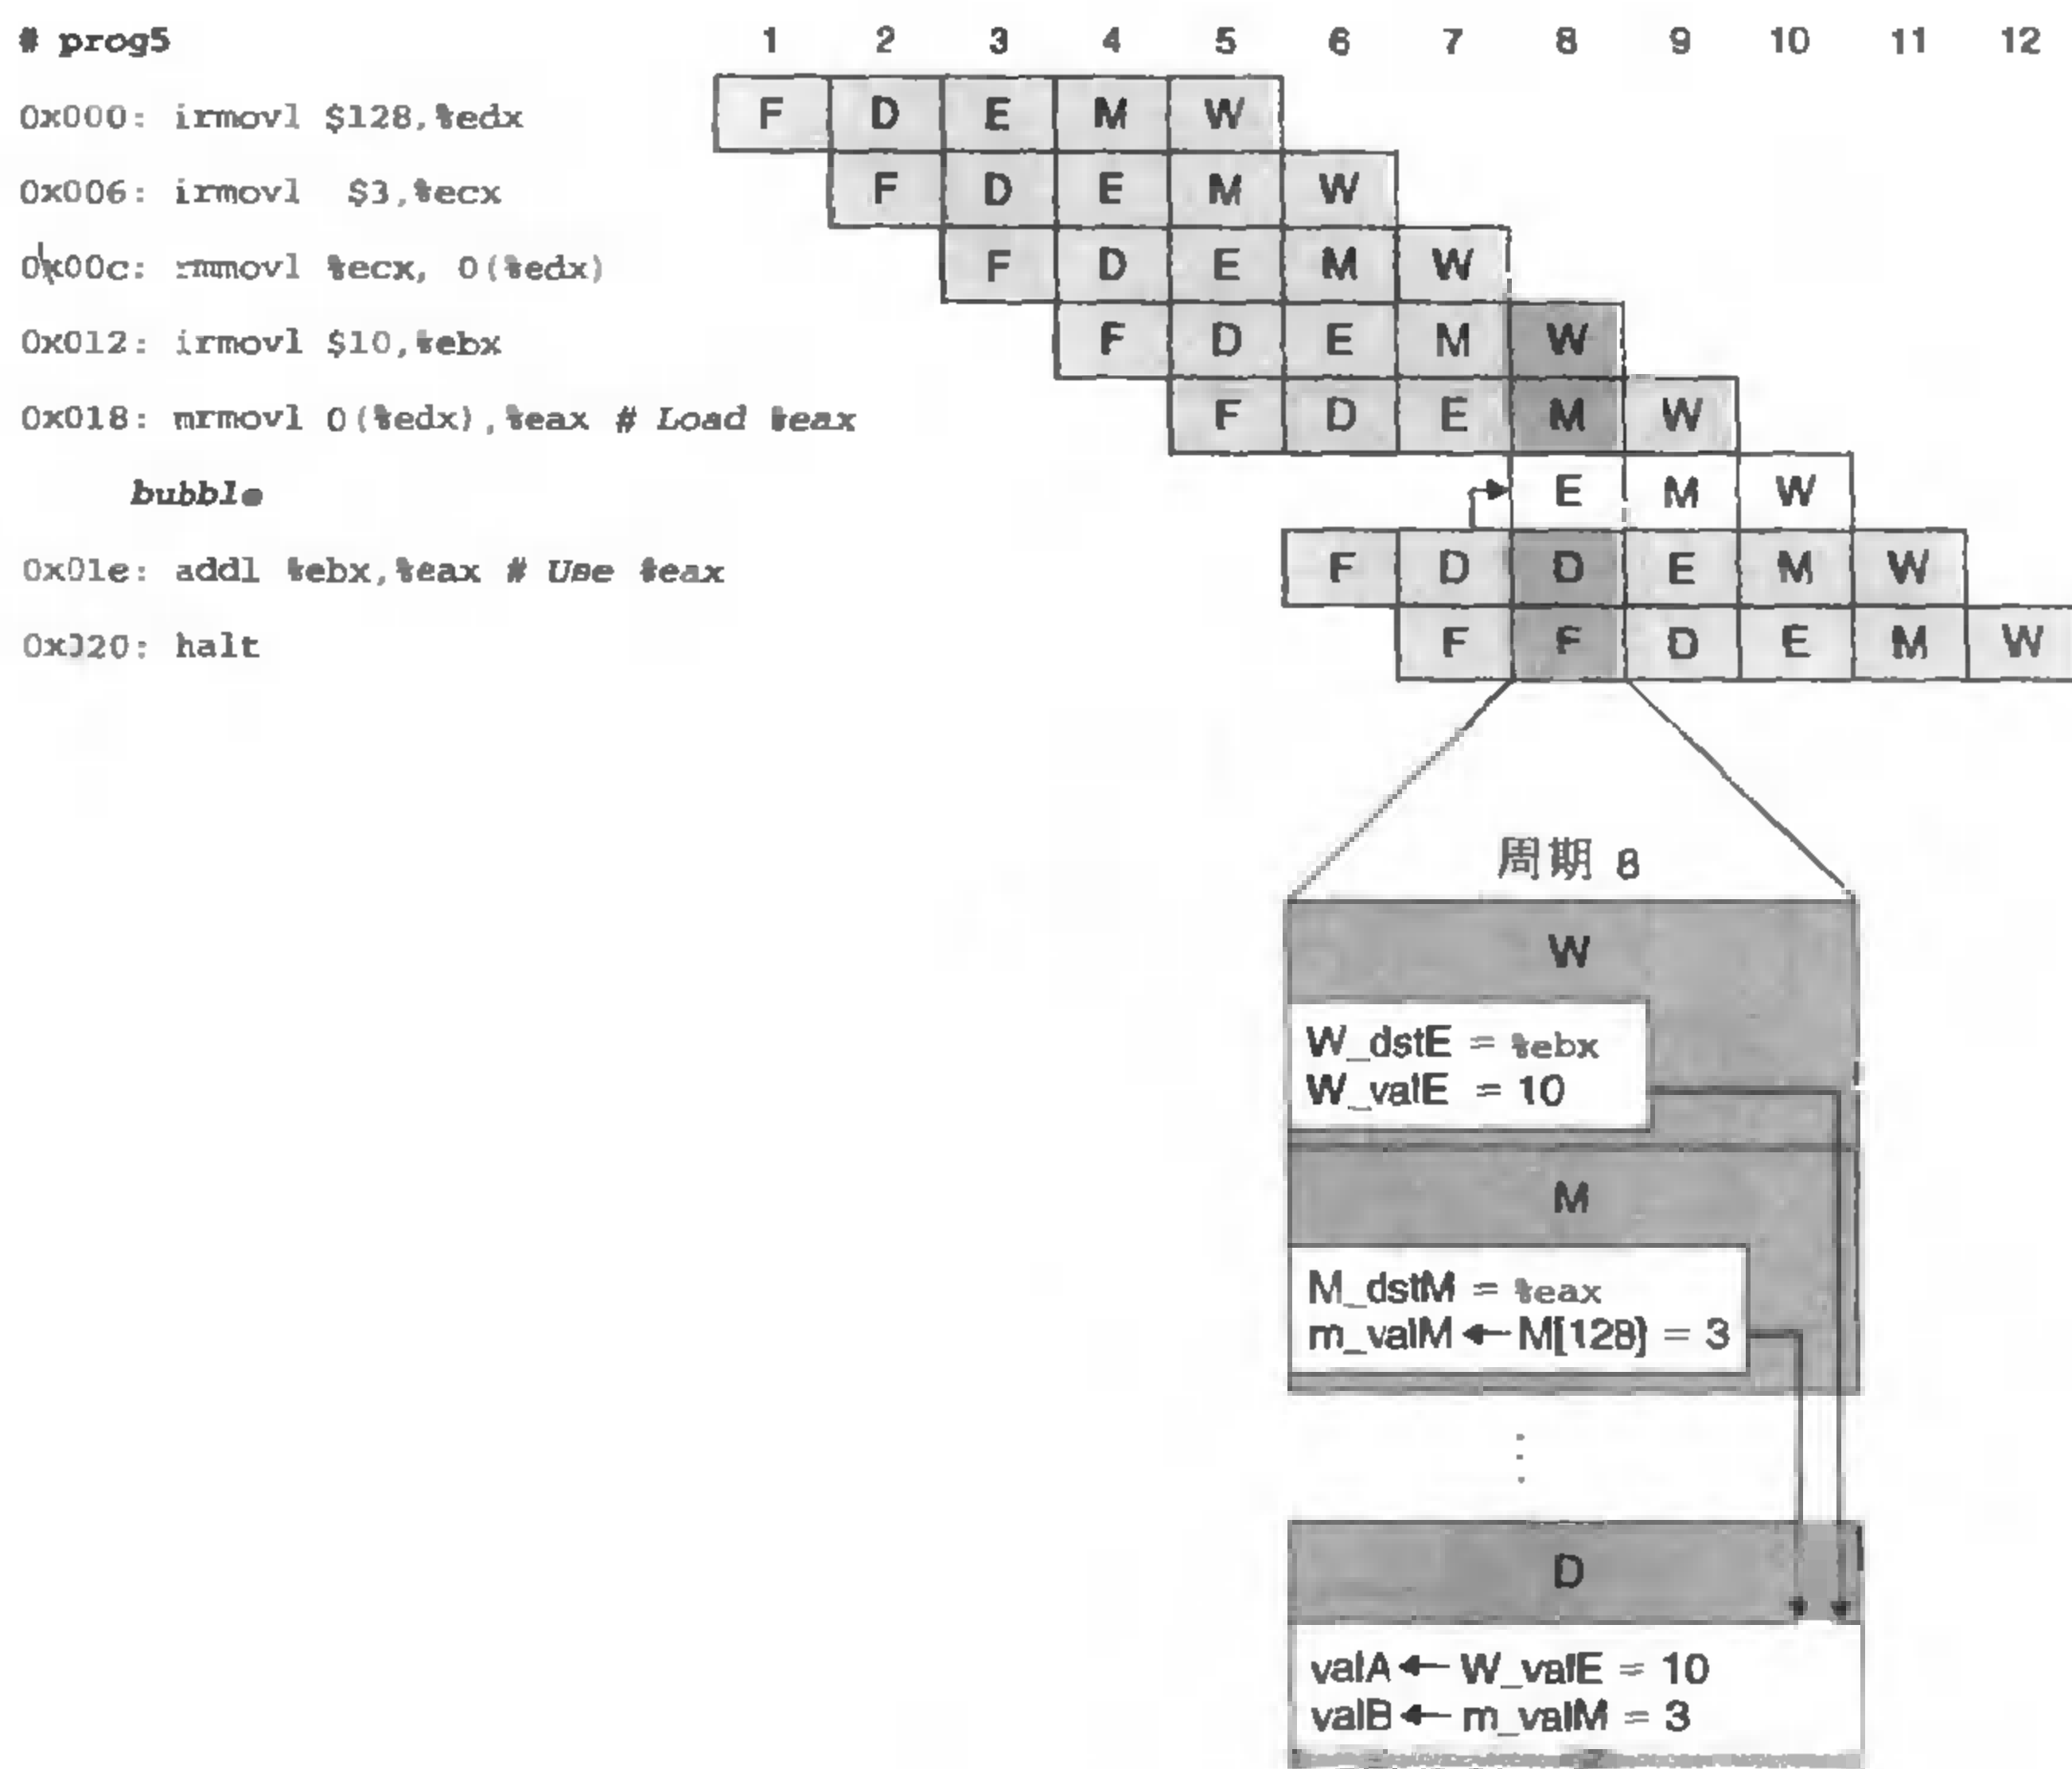 # prog5 1 2 3 4 5 6 7 8 9 10 11 12
0x000: irmovl $128,%edx F D E M W
0x006: irmovl $3,%ecx F D E M W
0x00c: rmmovl %ecx, 0(%edx) F D E M W
0x012: irmovl $10,%ebx F D E M W
0x018: mrmovl 0(%edx),%eax # Load %eax F D E M W
bubble E M W
0x01e: addl %ebx,%eax # Use %eax F D D E M W
0x020: halt F F D E M W
周期 8
W
W_dstE = %ebx
W_valE = 10
M
M_dstM = %eax
m_valM ← M[128] = 3
D
valA ← W_valE = 10
valB ← m_valM = 3